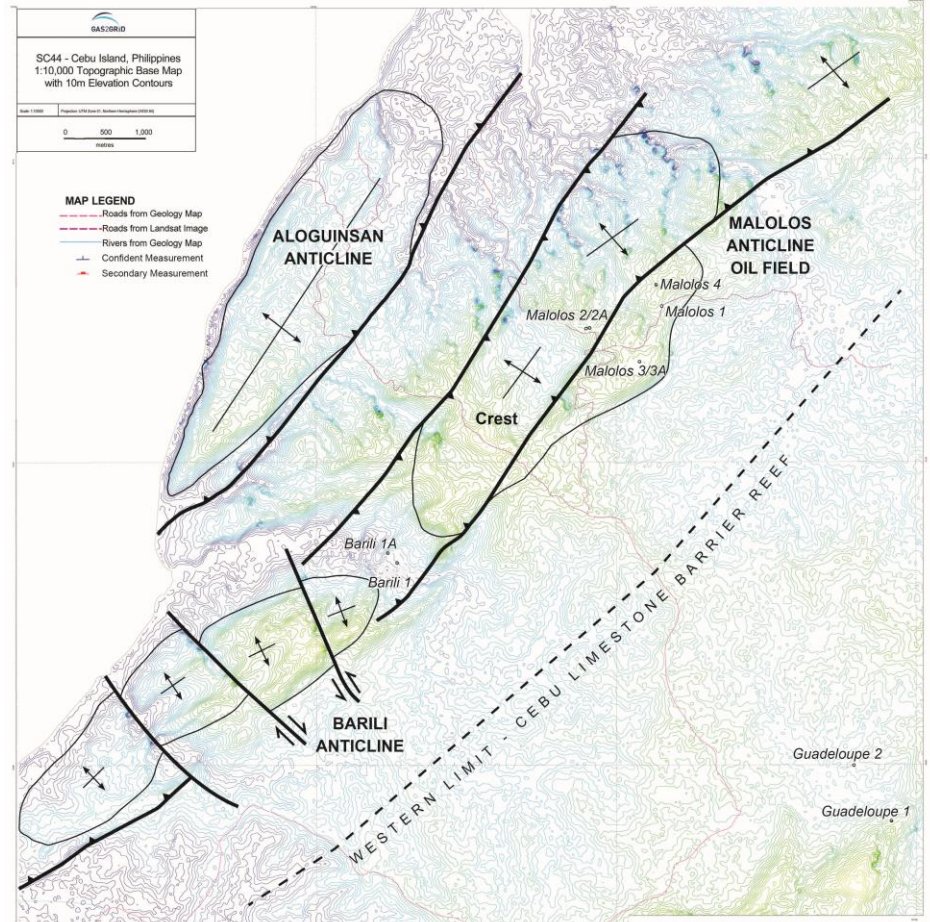 GAS2GRID
SC44 - Cebu Island, Philippines
1:10,000 Topographic Base Map
with 10m Elevation Contours
0 500 1,000
metres
MAP LEGEND
Roads from Geology Map
Roads from Landsat Image
Rivers from Geology Map
Confident Measurement
Secondary Measurement
ALOGUINSAN
ANTICLINE
MALOLOS
ANTICLINE
OIL FIELD
Malolos 4
Malolos 1
Malolos 2/2A
Malolos 3/3A
Crest
Barili 1A
Barili 1
BARILI
ANTICLINE
WESTERN LIMIT - CEBU LIMESTONE BARRIER REEF
Guadeloupe 2
Guadeloupe 1